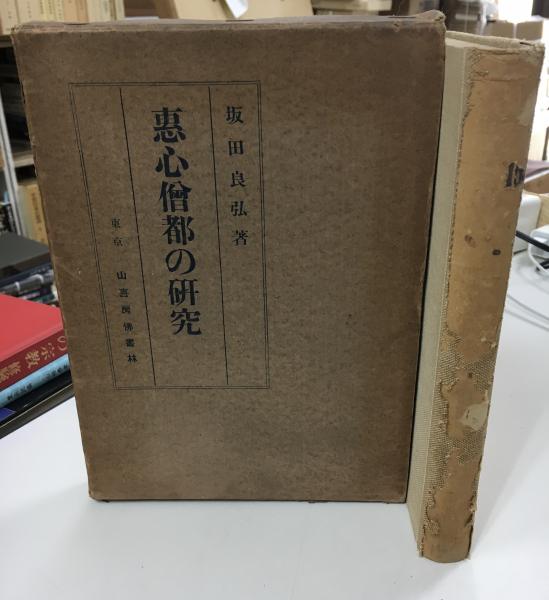 坂田良弘著
惠心僧都の研究
東京 山喜房佛書林
の宗教